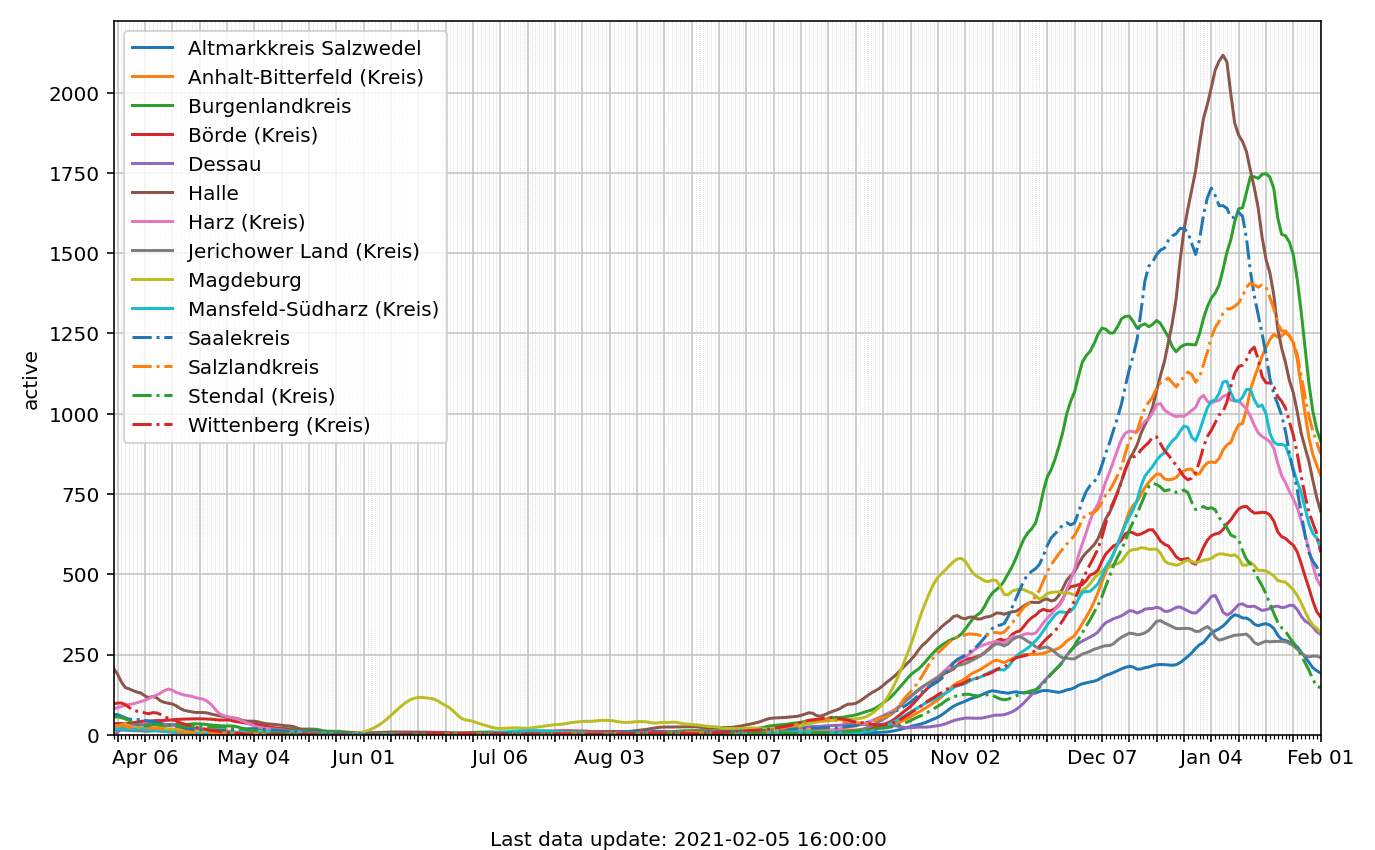 Altmarkkreis Salzwedel
Anhalt-Bitterfeld (Kreis)
Burgenlandkreis
Börde (Kreis)
Dessau
Halle
Harz (Kreis)
Jerichower Land (Kreis)
Magdeburg
Mansfeld-Südharz (Kreis)
Saalekreis
Salzlandkreis
Stendal (Kreis)
Wittenberg (Kreis)
active
2000
1750
1500
1250
1000
750
500
250
0
Apr 06 May 04 Jun 01 Jul 06 Aug 03 Sep 07 Oct 05 Nov 02 Dec 07 Jan 04 Feb 01
Last data update: 2021-02-05 16:00:00